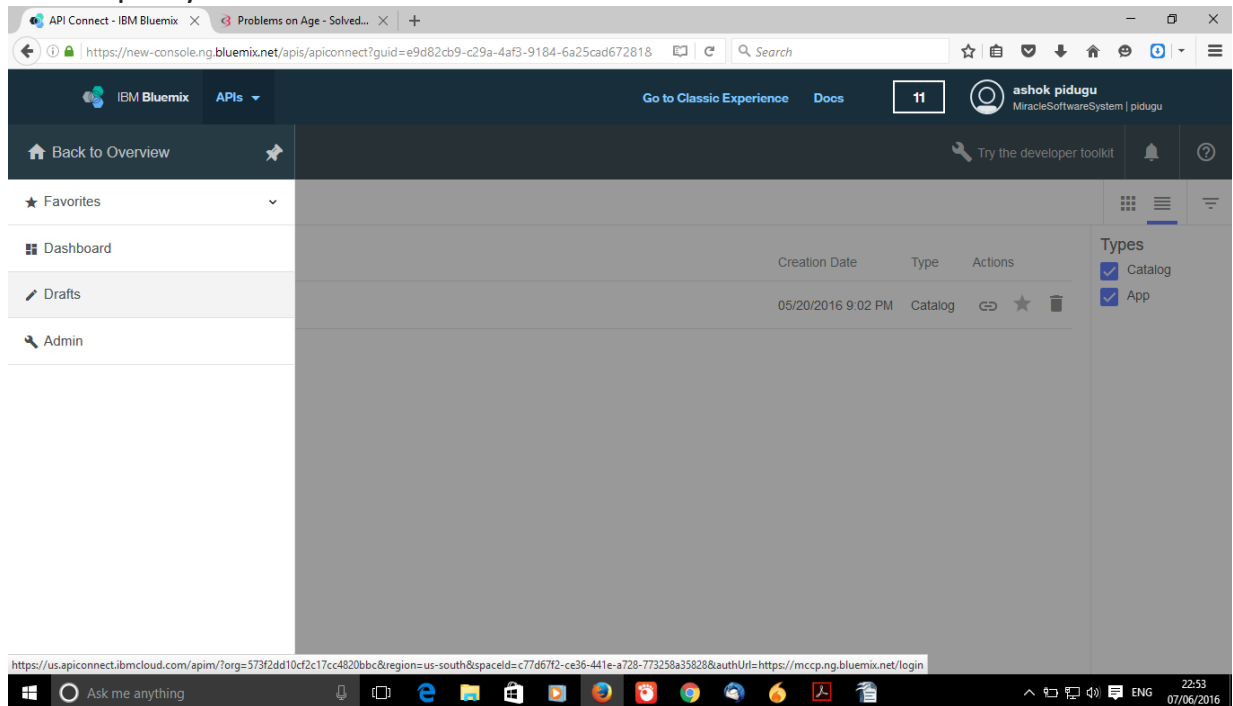 API Connect - IBM Bluemix
Problems on Age - Solved...
https://new-console.ng.bluemix.net/apis/apiconnect?guid=e9d82cb9-c29a-4af3-9184-6a25cad672818
Search
IBM Bluemix
APIs
Go to Classic Experience
Docs
11
ashok pidugu
MiracleSoftwareSystem | pidugu
Back to Overview
Try the developer toolkit
Favorites
Dashboard
Types
Creation Date
Type
Actions
Catalog
Drafts
05/20/2016 9:02 PM
Catalog
App
Admin
https://us.apiconnect.ibmcloud.com/apim/?org=573f2dd10cf2c17cc4820bbc&region=us-south&spaceId=c77d67f2-ce36-441e-a728-773258a35828&authUrl=https://mccp.ng.bluemix.net/login
Ask me anything
ENG
22:53
07/06/2016